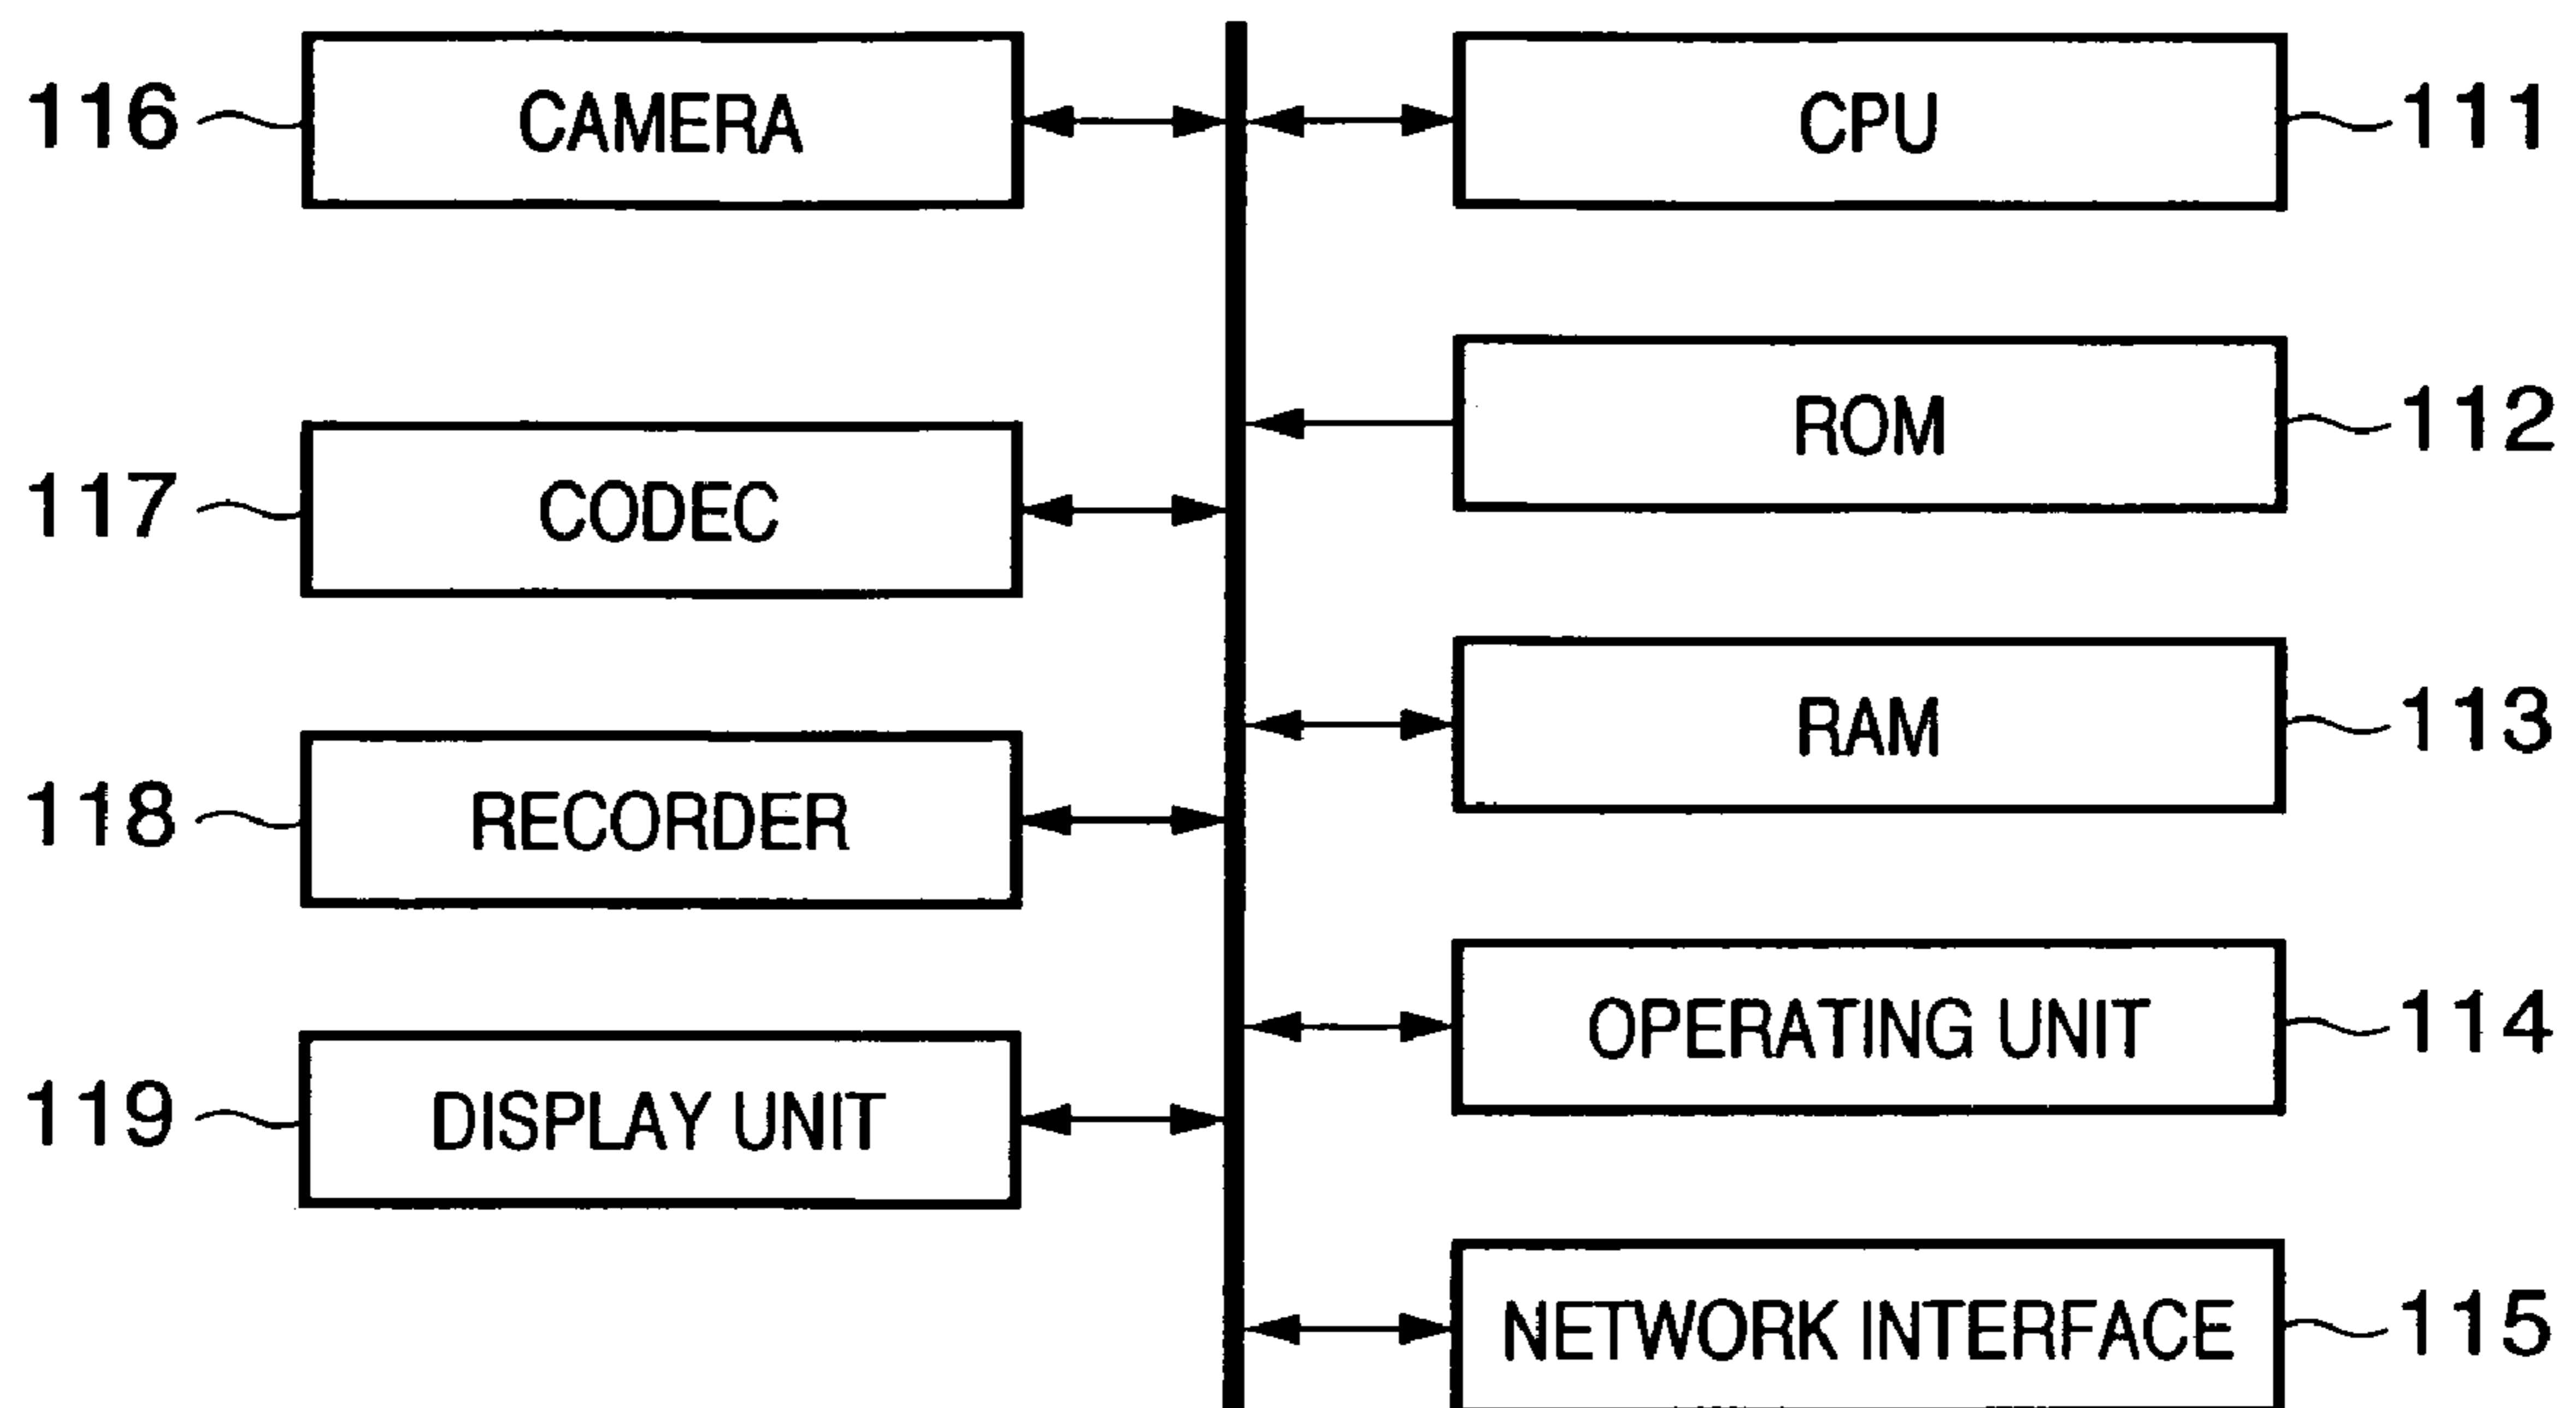 116 CAMERA
CPU 111
ROM 112
117 CODEC
RAM 113
118 RECORDER
OPERATING UNIT 114
119 DISPLAY UNIT
NETWORK INTERFACE 115